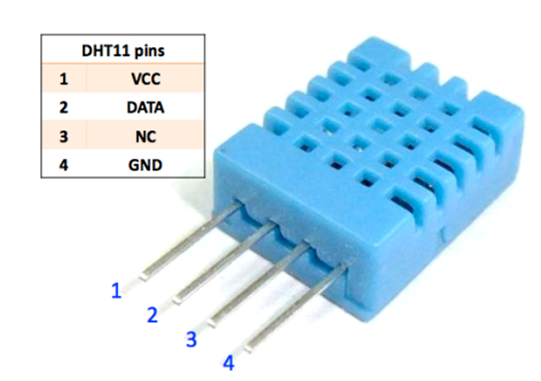 DHT11 pins
1 VCC
2 DATA
3 NC
4 GND
1
2
3
4